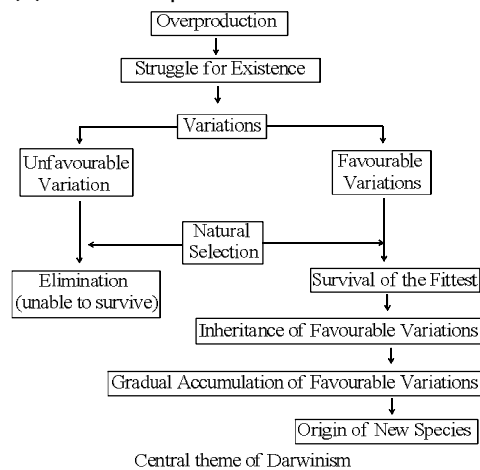 Overproduction
Struggle for Existence
Variations
Unfavourable
Variation
Favourable
Variations
Natural
Selection
Elimination
(unable to survive)
Survival of the Fittest
Inheritance of Favourable Variations
Gradual Accumulation of Favourable Variations
Origin of New Species
Central theme of Darwinism